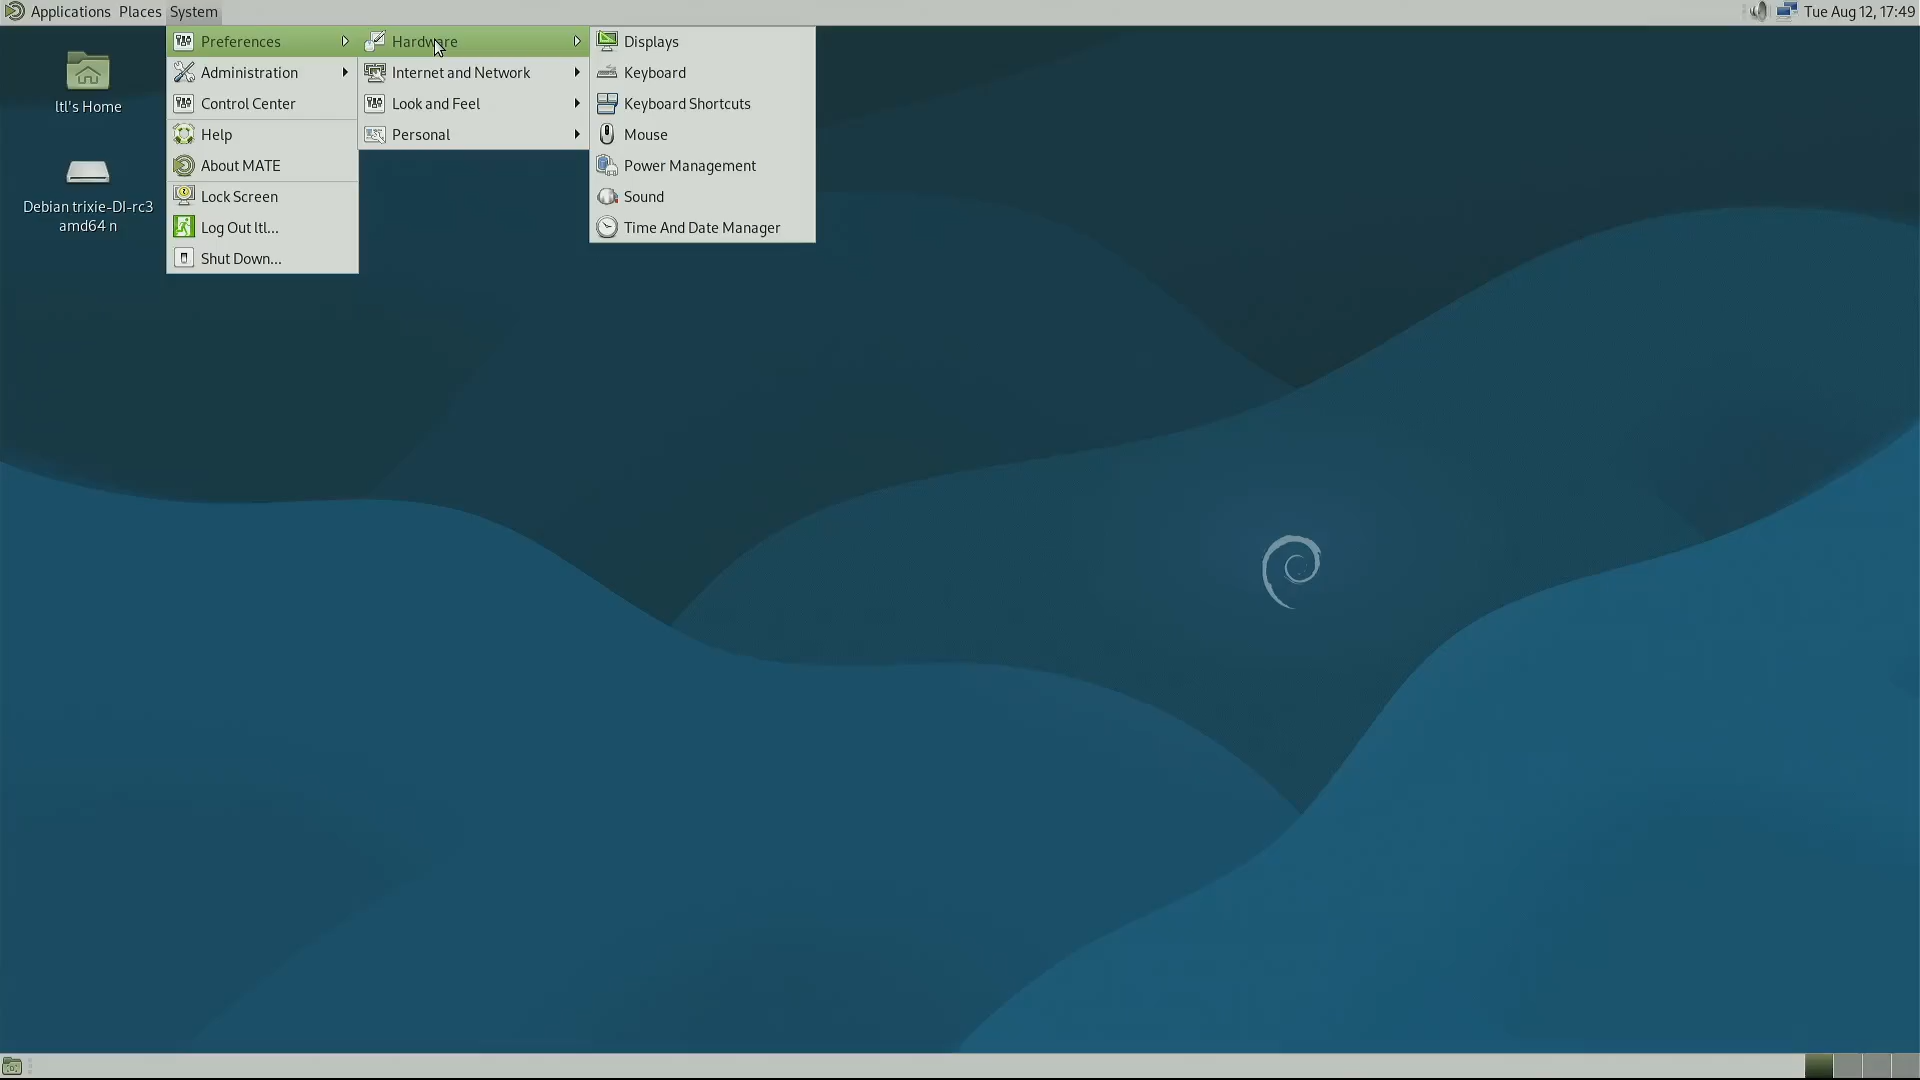 Applications Places System
Tue Aug 12, 17:49
Preferences
Administration
Control Center
Help
About MATE
Lock Screen
Log Out ltl...
Shut Down...
Hardware
Internet and Network
Look and Feel
Personal
Displays
Keyboard
Keyboard Shortcuts
Mouse
Power Management
Sound
Time And Date Manager
ltl's Home
Debian trixie-DI-rc3
amd64 n